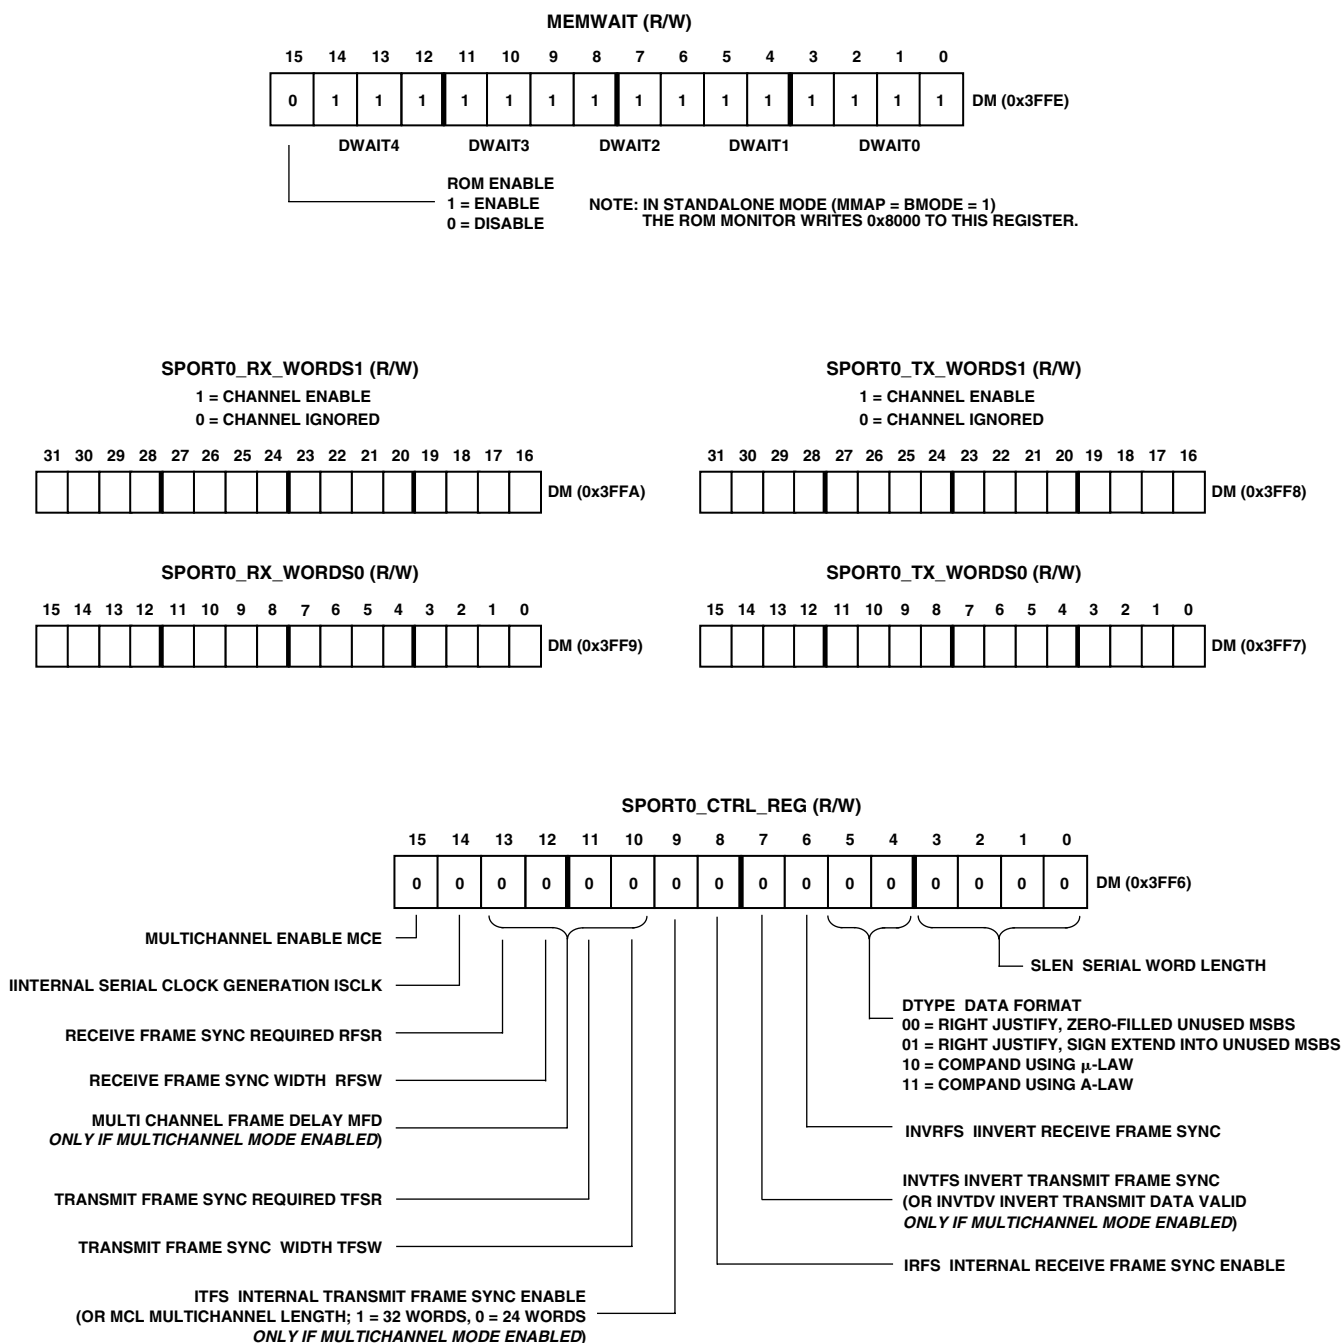 MEMWAIT (R/W)
15 14 13 12 11 10 9 8 7 6 5 4 3 2 1 0
0 1 1 1 1 1 1 1 1 1 1 1 1 1 1 1 DM (0x3FFE)
DWAIT4 DWAIT3 DWAIT2 DWAIT1 DWAIT0
ROM ENABLE
1 = ENABLE
0 = DISABLE
NOTE: IN STANDALONE MODE (MMAP = BMODE = 1)
THE ROM MONITOR WRITES 0x8000 TO THIS REGISTER.
SPORT0_RX_WORDS1 (R/W)
1 = CHANNEL ENABLE
0 = CHANNEL IGNORED
31 30 29 28 27 26 25 24 23 22 21 20 19 18 17 16
DM (0x3FFA)
SPORT0_TX_WORDS1 (R/W)
1 = CHANNEL ENABLE
0 = CHANNEL IGNORED
31 30 29 28 27 26 25 24 23 22 21 20 19 18 17 16
DM (0x3FF8)
SPORT0_RX_WORDS0 (R/W)
15 14 13 12 11 10 9 8 7 6 5 4 3 2 1 0
DM (0x3FF9)
SPORT0_TX_WORDS0 (R/W)
15 14 13 12 11 10 9 8 7 6 5 4 3 2 1 0
DM (0x3FF7)
SPORT0_CTRL_REG (R/W)
15 14 13 12 11 10 9 8 7 6 5 4 3 2 1 0
0 0 0 0 0 0 0 0 0 0 0 0 0 0 0 0 DM (0x3FF6)
MULTICHANNEL ENABLE MCE
IINTERNAL SERIAL CLOCK GENERATION ISCLK
RECEIVE FRAME SYNC REQUIRED RFSR
RECEIVE FRAME SYNC WIDTH RFSW
MULTI CHANNEL FRAME DELAY MFD
ONLY IF MULTICHANNEL MODE ENABLED)
TRANSMIT FRAME SYNC REQUIRED TFSR
TRANSMIT FRAME SYNC WIDTH TFSW
ITFS INTERNAL TRANSMIT FRAME SYNC ENABLE
(OR MCL MULTICHANNEL LENGTH; 1 = 32 WORDS, 0 = 24 WORDS
ONLY IF MULTICHANNEL MODE ENABLED)
SLEN SERIAL WORD LENGTH
DTYPE DATA FORMAT
00 = RIGHT JUSTIFY, ZERO-FILLED UNUSED MSBS
01 = RIGHT JUSTIFY, SIGN EXTEND INTO UNUSED MSBS
10 = COMPAND USING μ-LAW
11 = COMPAND USING A-LAW
INVRFS IINVERT RECEIVE FRAME SYNC
INVTFS INVERT TRANSMIT FRAME SYNC
(OR INVTDV INVERT TRANSMIT DATA VALID
ONLY IF MULTICHANNEL MODE ENABLED)
IRFS INTERNAL RECEIVE FRAME SYNC ENABLE